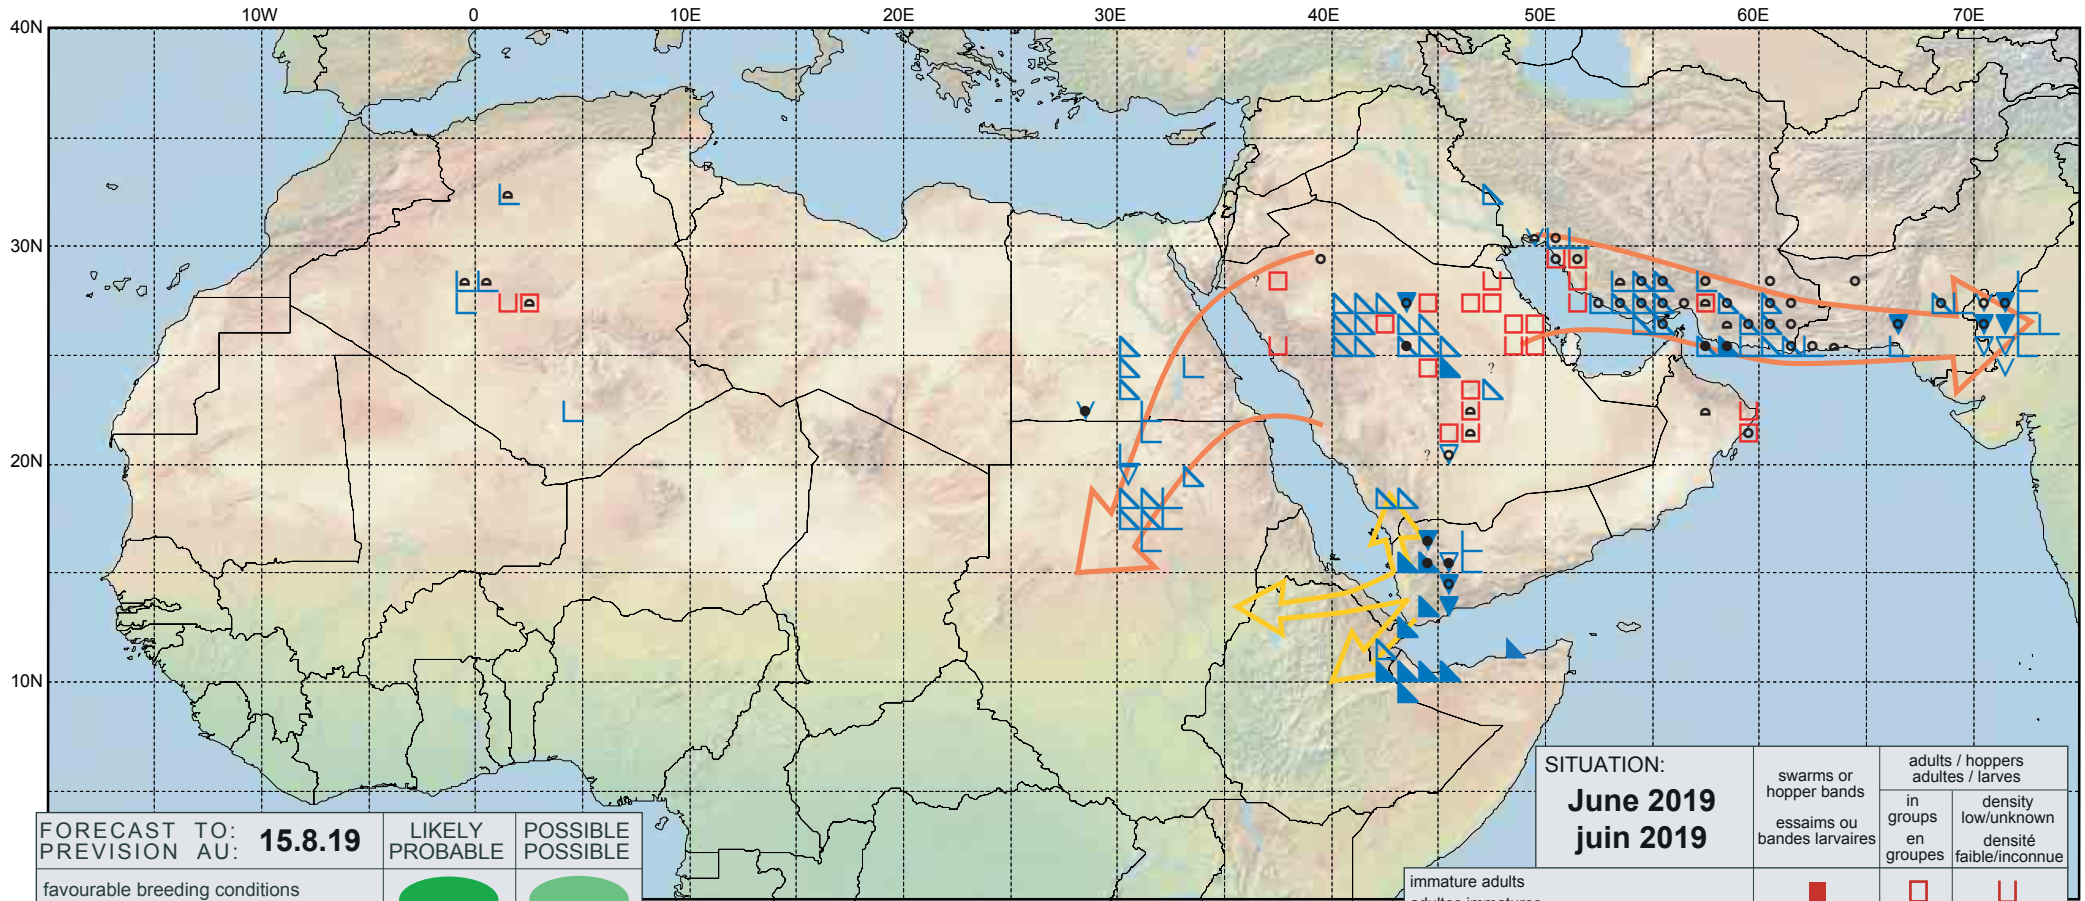 10W 0 10E 20E 30E 40E 50E 60E 70E
40N
30N
20N
10N
?
?
?
SITUATION:
June 2019
juin 2019
swarms or
hopper bands
essaims ou
bandes larvaires
adults / hoppers
adultes / larves
in
groups
en
groupes
density
low/unknown
densité
faible/inconnue
immature adults
adultes immatures
FORECAST TO:
PREVISION AU:
15.8.19
LIKELY
PROBABLE
POSSIBLE
POSSIBLE
favourable breeding conditions